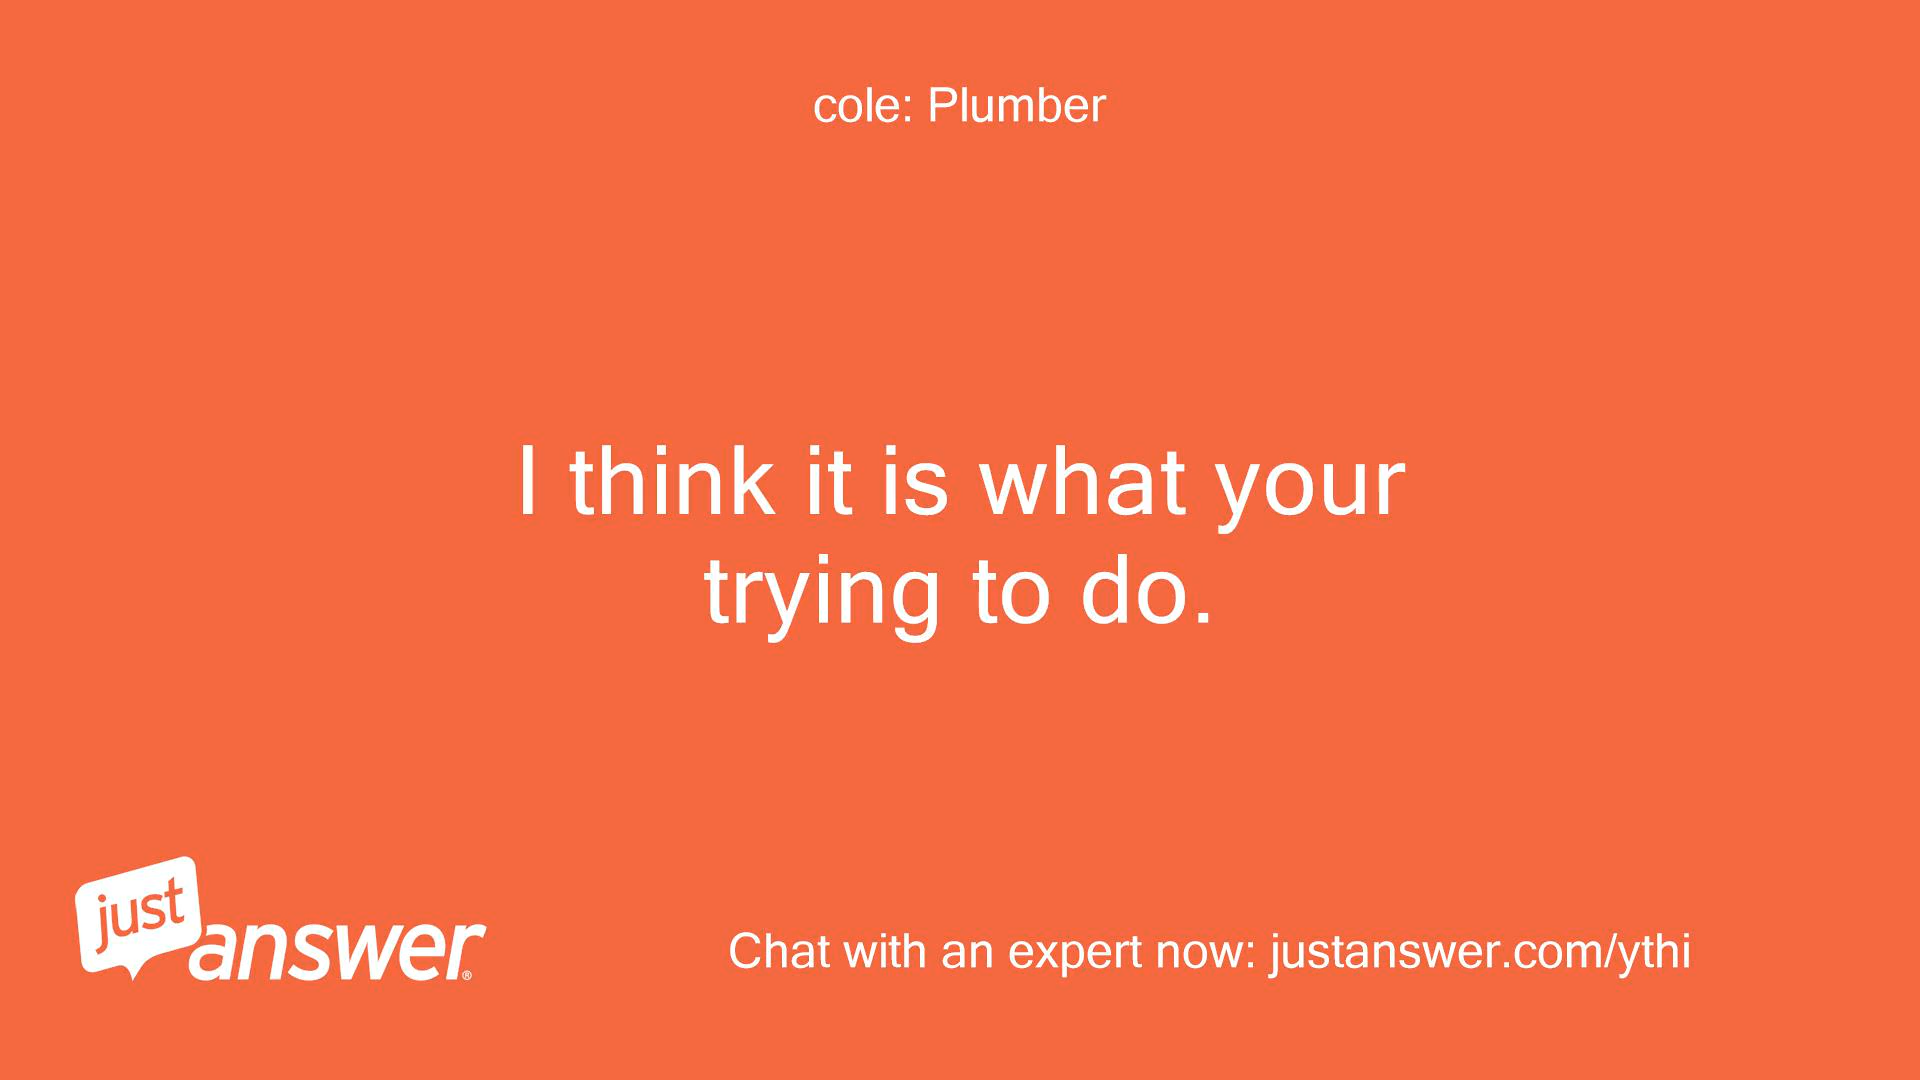 cole: Plumber
I think it is what your
trying to do.
just
answer®
Chat with an expert now: justanswer.com/ythi